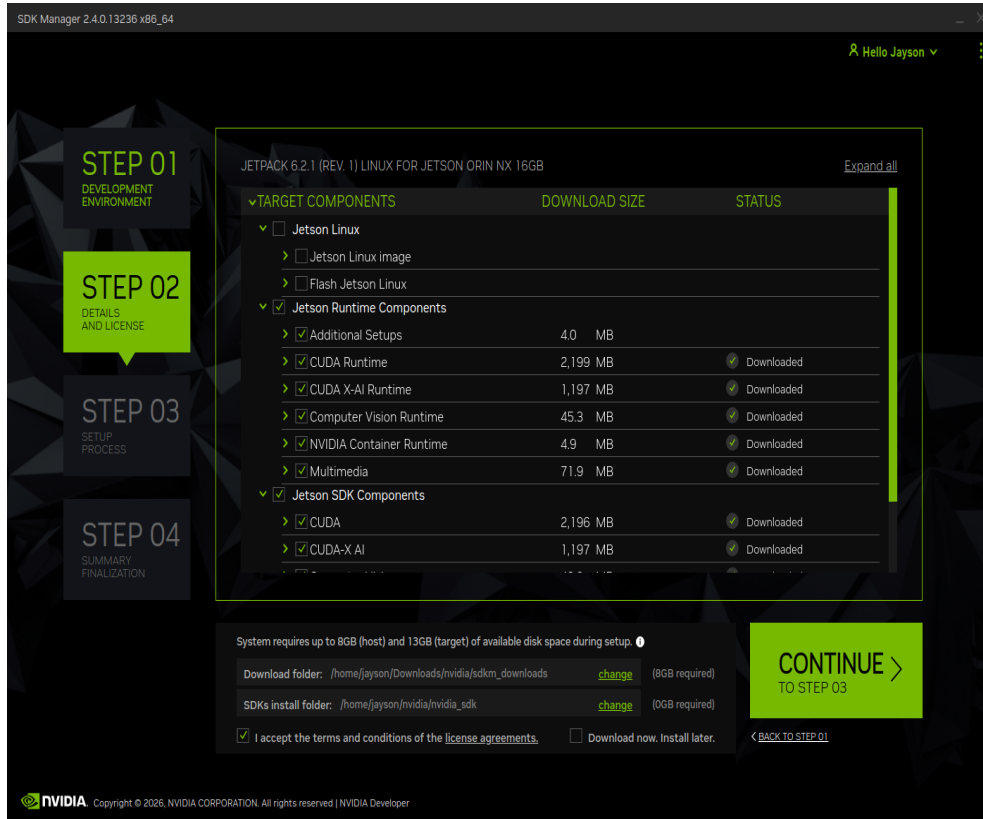 SDK Manager 2.4.0.13236 x86_64
Hello Jayson
STEP 01
DEVELOPMENT
ENVIRONMENT
STEP 02
DETAILS
AND LICENSE
STEP 03
SETUP
PROCESS
STEP 04
SUMMARY
FINALIZATION
JETPACK 6.2.1 (REV. 1) LINUX FOR JETSON ORIN NX 16GB Expand all
TARGET COMPONENTS DOWNLOAD SIZE STATUS
Jetson Linux
Jetson Linux image
Flash Jetson Linux
Jetson Runtime Components
Additional Setups 4.0 MB
CUDA Runtime 2,199 MB Downloaded
CUDA X-AI Runtime 1,197 MB Downloaded
Computer Vision Runtime 45.3 MB Downloaded
NVIDIA Container Runtime 4.9 MB Downloaded
Multimedia 71.9 MB Downloaded
Jetson SDK Components
CUDA 2,196 MB Downloaded
CUDA-X AI 1,197 MB Downloaded
System requires up to 8GB (host) and 13GB (target) of available disk space during setup.
Download folder: /home/jayson/Downloads/nvidia/sdkm_downloads change (8GB required)
SDKs install folder: /home/jayson/nvidia/nvidia_sdk change (0GB required)
I accept the terms and conditions of the license agreements. Download now. Install later.
CONTINUE
TO STEP 03
BACK TO STEP 01
NVIDIA. Copyright © 2026, NVIDIA CORPORATION. All rights reserved | NVIDIA Developer